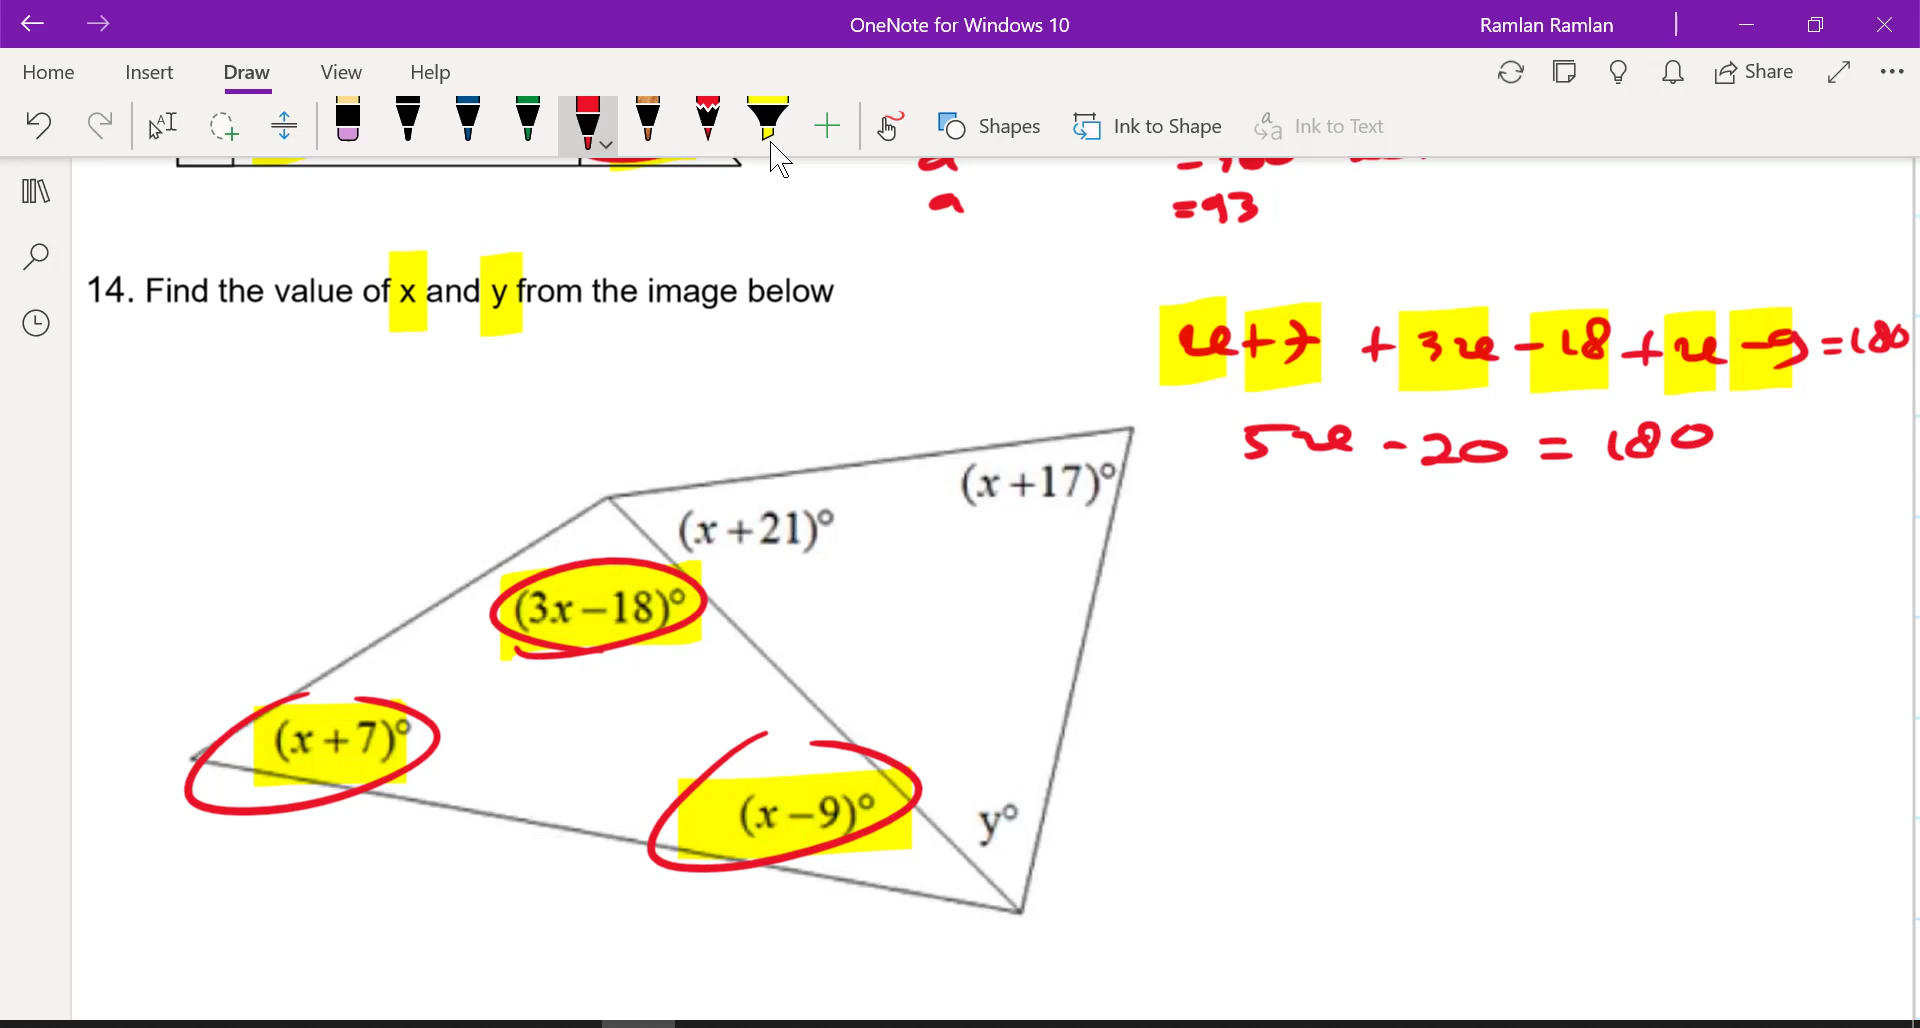 OneNote for Windows 10
Ramlan Ramlan
Home Insert Draw View Help
Share
Shapes Ink to Shape Ink to Text
a
a = 93
14. Find the value of x and y from the image below
x+7 + 3x - 18 + x - 9 = 180
5x - 20 = 180
(x+17)°
(x+21)°
(3x-18)°
(x+7)°
(x-9)°
y°